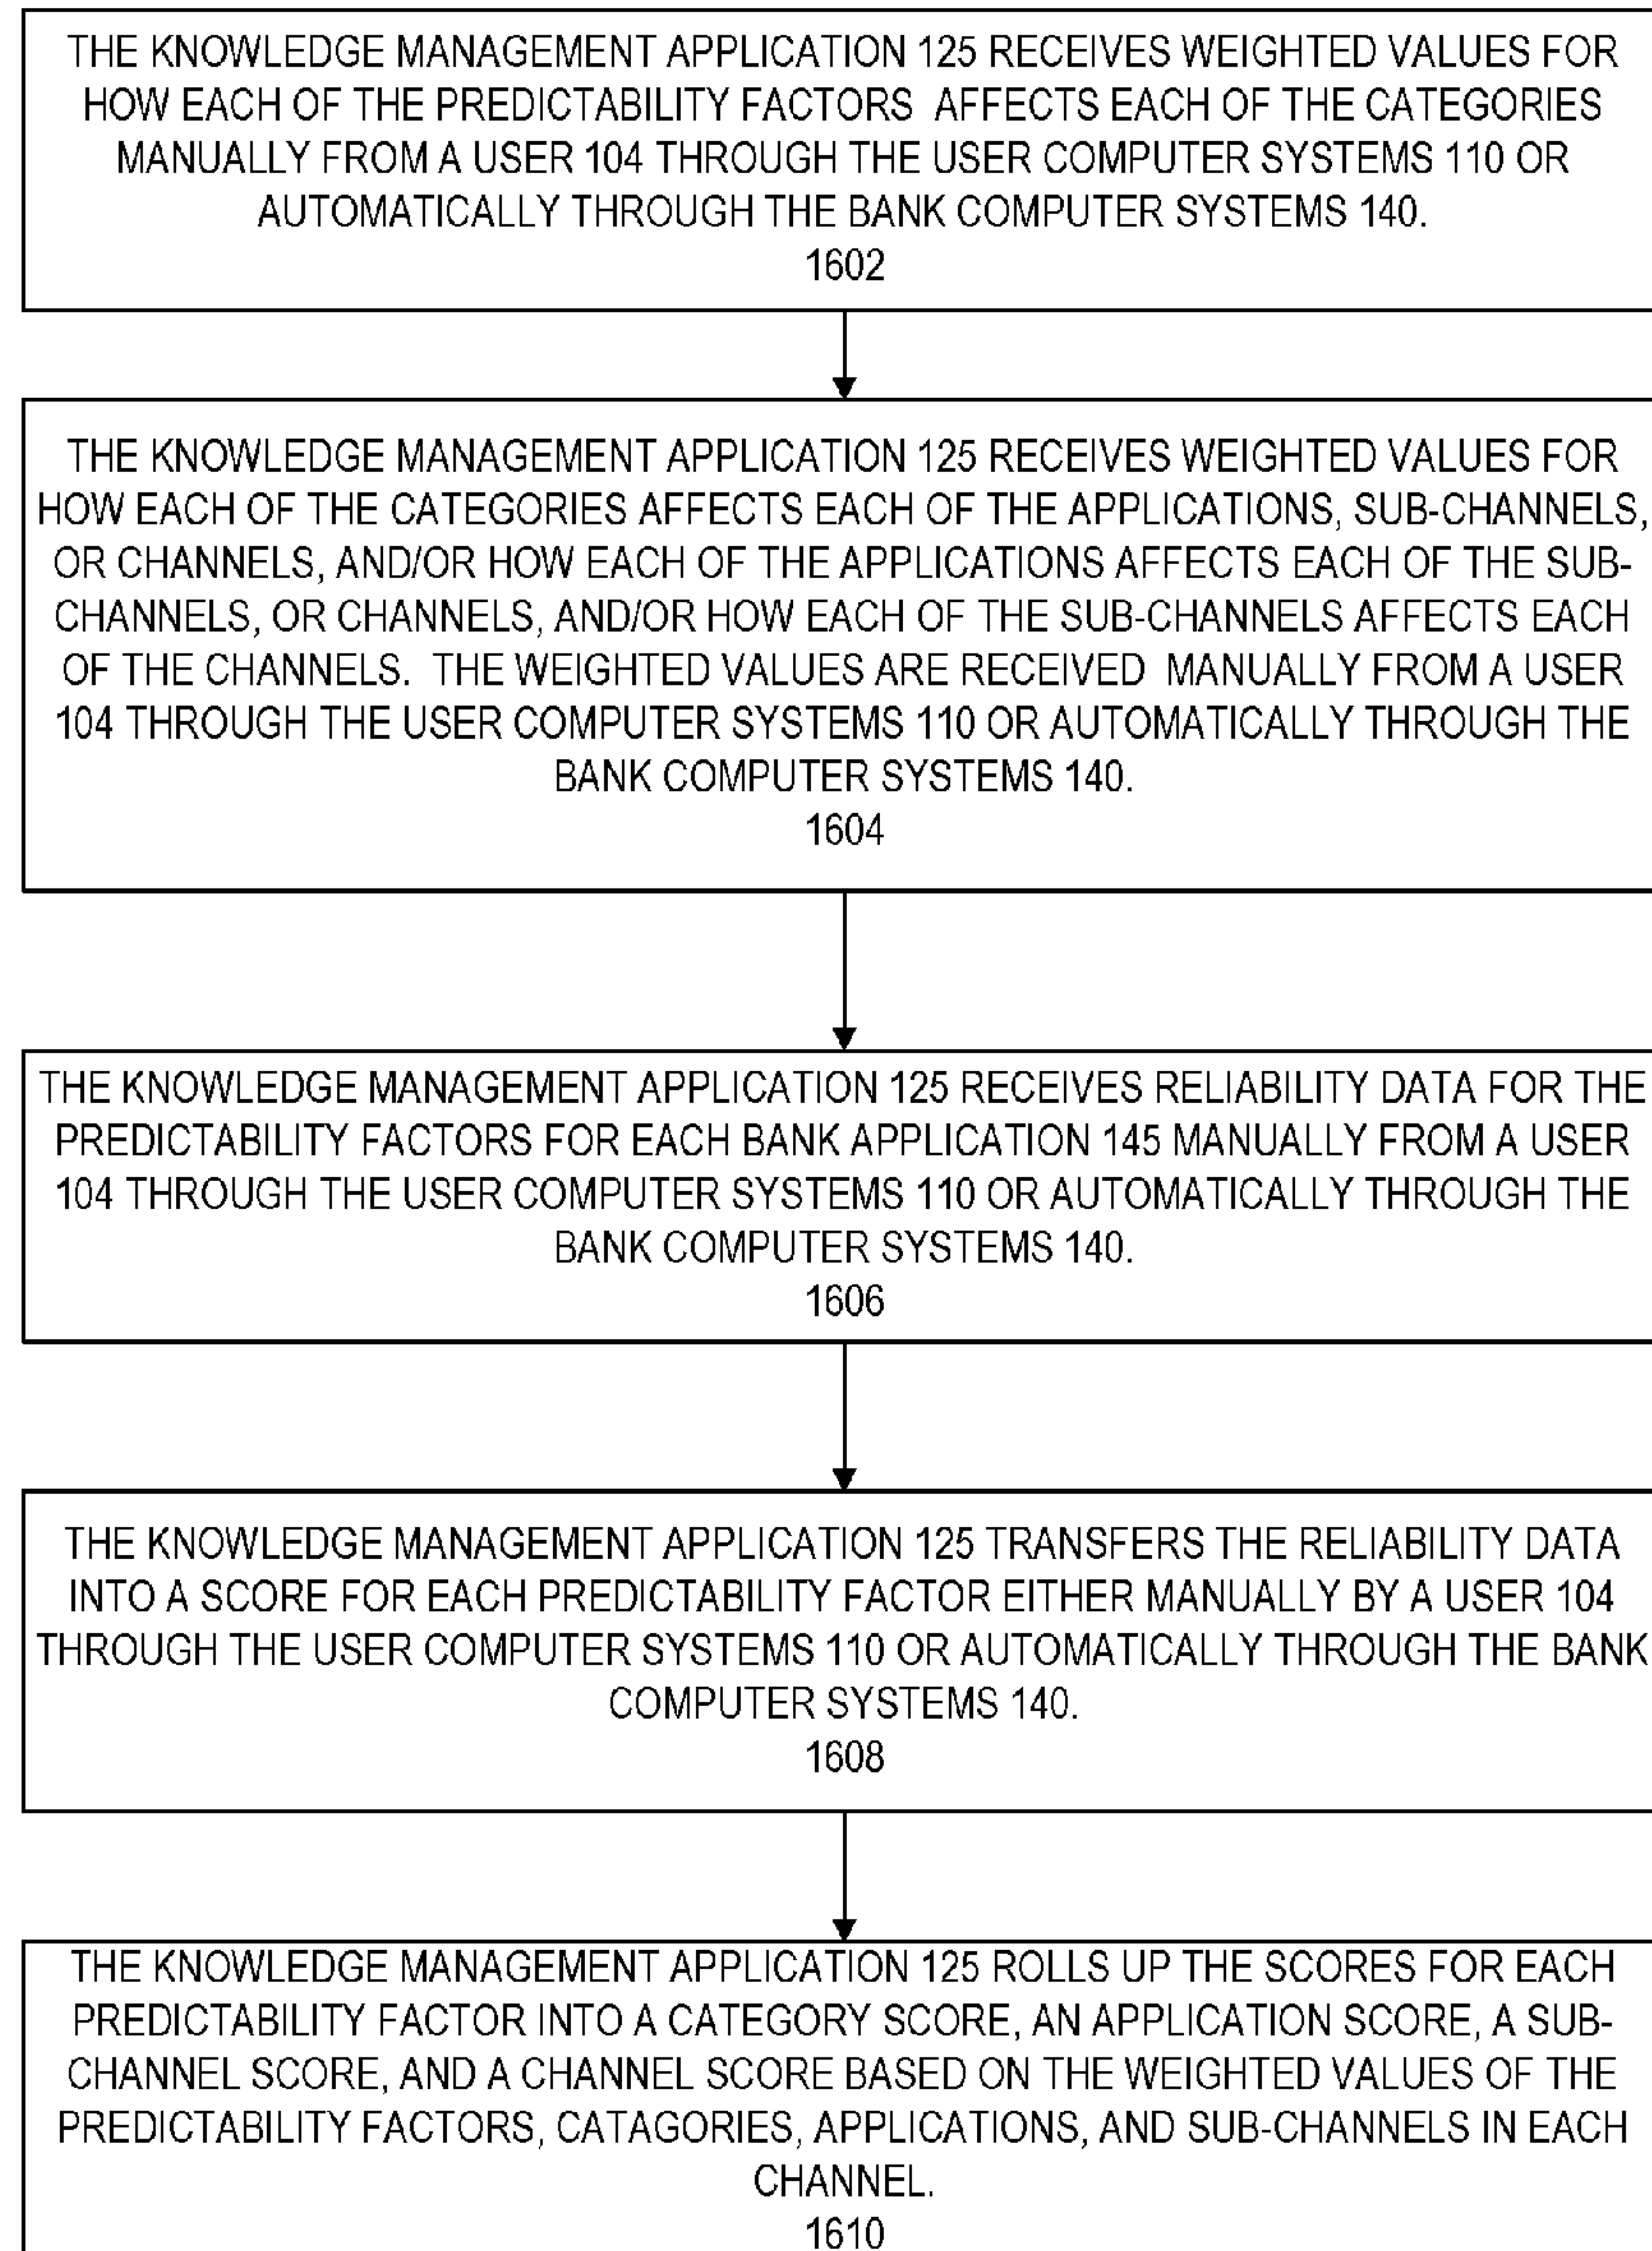 THE KNOWLEDGE MANAGEMENT APPLICATION 125 RECEIVES WEIGHTED VALUES FOR
HOW EACH OF THE PREDICTABILITY FACTORS AFFECTS EACH OF THE CATEGORIES
MANUALLY FROM A USER 104 THROUGH THE USER COMPUTER SYSTEMS 110 OR
AUTOMATICALLY THROUGH THE BANK COMPUTER SYSTEMS 140.
1602
THE KNOWLEDGE MANAGEMENT APPLICATION 125 RECEIVES WEIGHTED VALUES FOR
HOW EACH OF THE CATEGORIES AFFECTS EACH OF THE APPLICATIONS, SUB-CHANNELS,
OR CHANNELS, AND/OR HOW EACH OF THE APPLICATIONS AFFECTS EACH OF THE SUB-
CHANNELS, OR CHANNELS, AND/OR HOW EACH OF THE SUB-CHANNELS AFFECTS EACH
OF THE CHANNELS. THE WEIGHTED VALUES ARE RECEIVED MANUALLY FROM A USER
104 THROUGH THE USER COMPUTER SYSTEMS 110 OR AUTOMATICALLY THROUGH THE
BANK COMPUTER SYSTEMS 140.
1604
THE KNOWLEDGE MANAGEMENT APPLICATION 125 RECEIVES RELIABILITY DATA FOR THE
PREDICTABILITY FACTORS FOR EACH BANK APPLICATION 145 MANUALLY FROM A USER
104 THROUGH THE USER COMPUTER SYSTEMS 110 OR AUTOMATICALLY THROUGH THE
BANK COMPUTER SYSTEMS 140.
1606
THE KNOWLEDGE MANAGEMENT APPLICATION 125 TRANSFERS THE RELIABILITY DATA
INTO A SCORE FOR EACH PREDICTABILITY FACTOR EITHER MANUALLY BY A USER 104
THROUGH THE USER COMPUTER SYSTEMS 110 OR AUTOMATICALLY THROUGH THE BANK
COMPUTER SYSTEMS 140.
1608
THE KNOWLEDGE MANAGEMENT APPLICATION 125 ROLLS UP THE SCORES FOR EACH
PREDICTABILITY FACTOR INTO A CATEGORY SCORE, AN APPLICATION SCORE, A SUB-
CHANNEL SCORE, AND A CHANNEL SCORE BASED ON THE WEIGHTED VALUES OF THE
PREDICTABILITY FACTORS, CATAGORIES, APPLICATIONS, AND SUB-CHANNELS IN EACH
CHANNEL.
1610